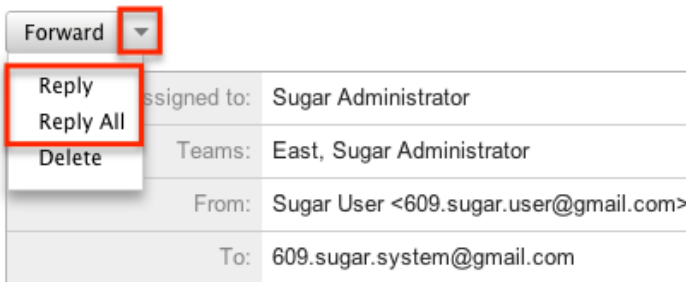 Forward
Reply
Reply All
Delete
ssigned to: Sugar Administrator
Teams: East, Sugar Administrator
From: Sugar User <609.sugar.user@gmail.com>
To: 609.sugar.system@gmail.com